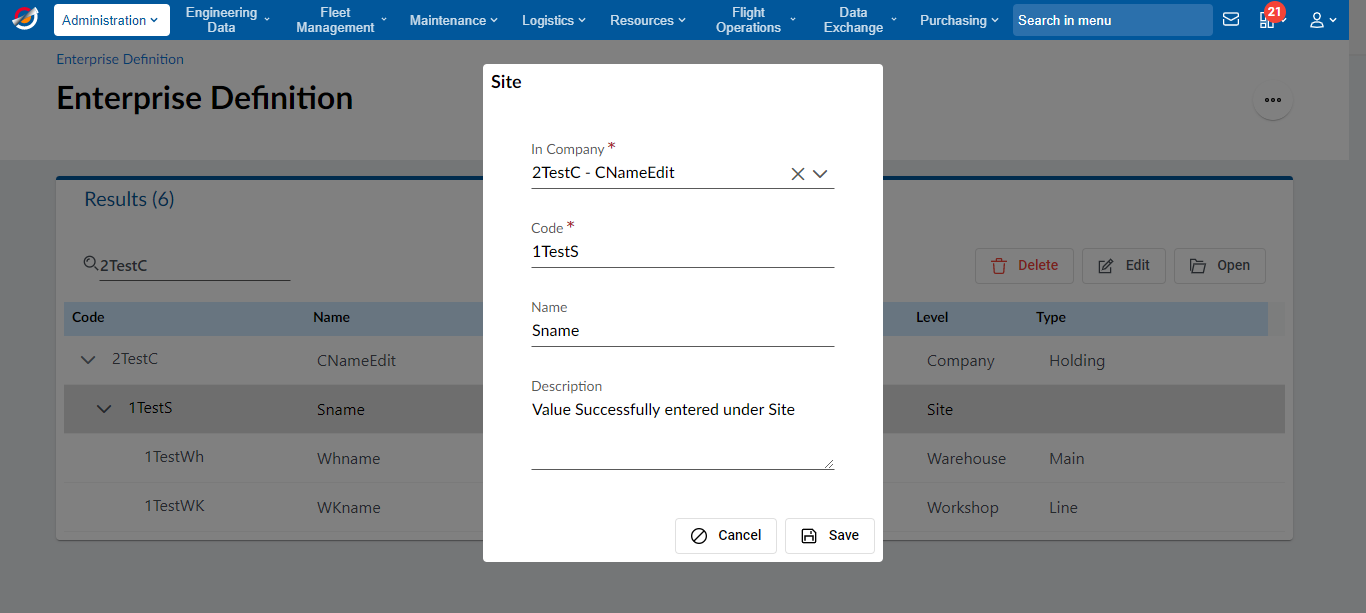 Administration
Engineering
Data
Fleet
Management
Maintenance
Logistics
Resources
Flight
Operations
Data
Exchange
Purchasing
Search in menu
21
Enterprise Definition
Enterprise Definition
Site
In Company *
2TestC - CNameEdit
Code *
1TestS
Name
Sname
Description
Value Successfully entered under Site
Cancel
Save
Results (6)
2TestC
Delete
Edit
Open
Code Name Level Type
2TestC CNameEdit Company Holding
1TestS Sname Site
1TestWh Whname Warehouse Main
1TestWK WKname Workshop Line